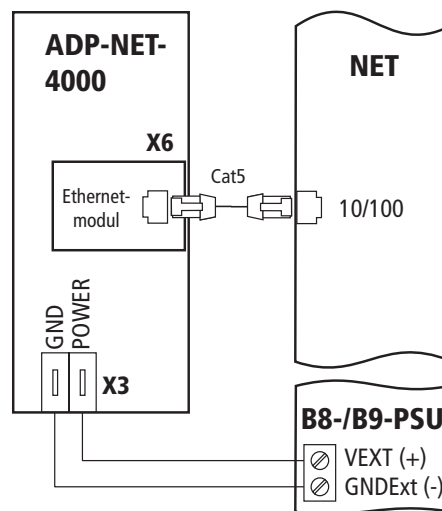 ADP-NET-
4000
NET
X6
Cat5
Ethernet-
modul
10/100
GND
POWER
X3
B8-/B9-PSU
VEXT (+)
GNDExt (-)